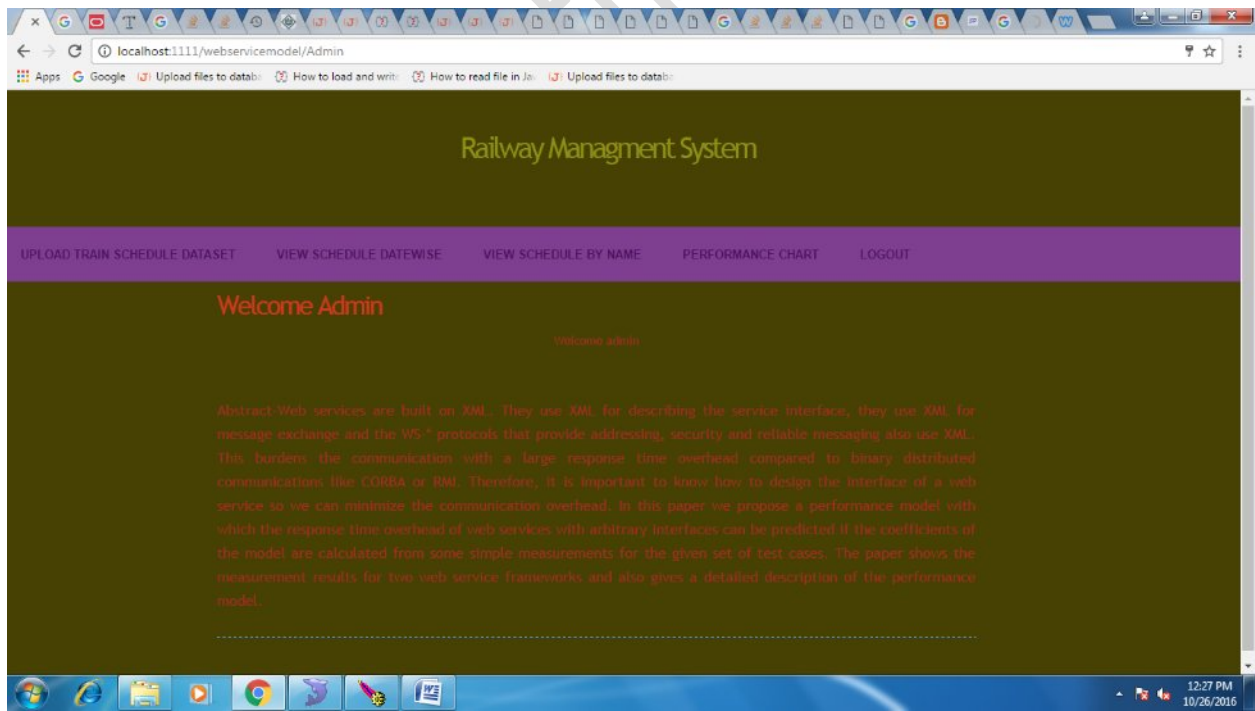 localhost:1111/webservicemodel/Admin
Apps Google Upload files to datab How to load and writ How to read file in Ja Upload files to datab
Railway Managment System
UPLOAD TRAIN SCHEDULE DATASET VIEW SCHEDULE DATEWISE VIEW SCHEDULE BY NAME PERFORMANCE CHART LOGOUT
Welcome Admin
Welcome admin
Abstract-Web services are built on XML. They use XML for describing the service interface, they use XML for
message exchange and the WS-* protocols that provide addressing, security and reliable messaging also use XML.
This burdens the communication with a large response time overhead compared to binary distributed
communications like CORBA or RMI. Therefore, it is important to know how to design the interface of a web
service so we can minimize the communication overhead. In this paper we propose a performance model with
which the response time overhead of web services with arbitrary interfaces can be predicted if the coefficients of
the model are calculated from some simple measurements for the given set of test cases. The paper shows the
measurement results for two web service frameworks and also gives a detailed description of the performance
model.
12:27 PM
10/26/2016